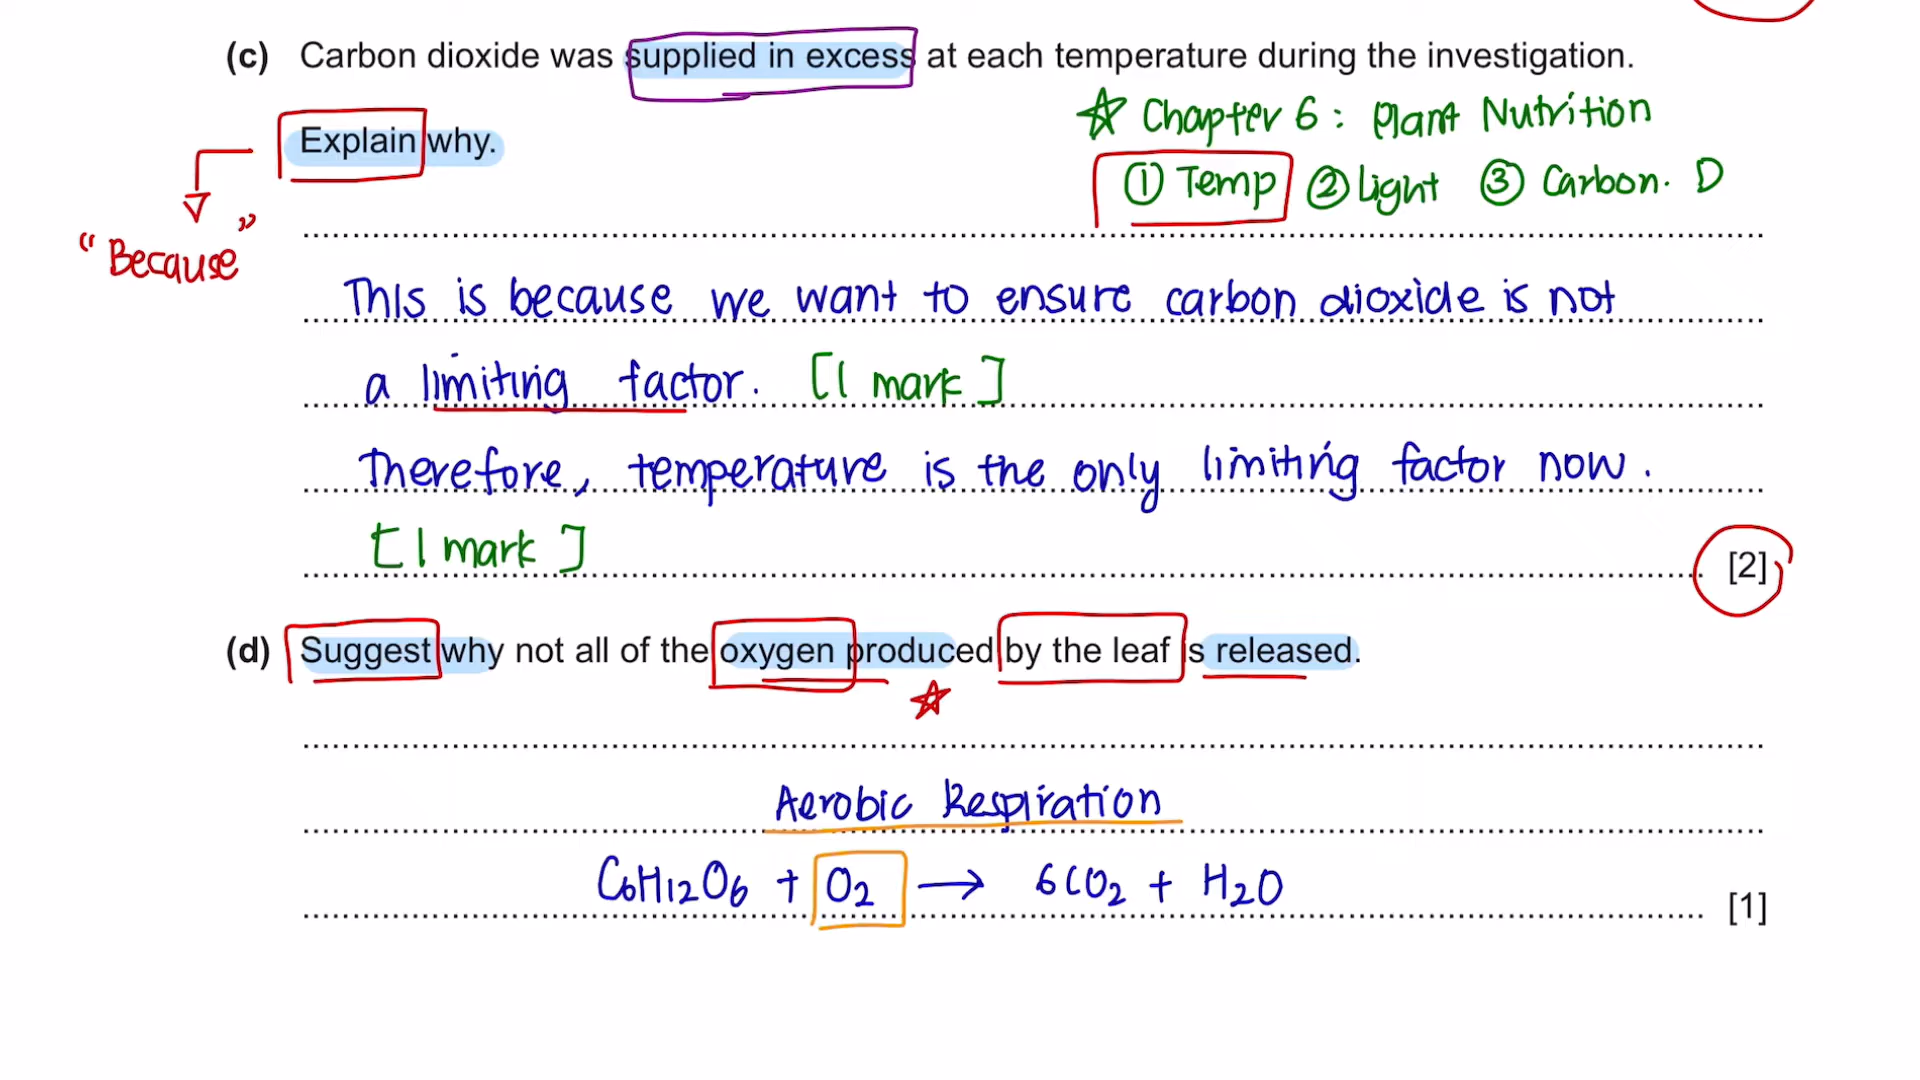 (c) Carbon dioxide was supplied in excess at each temperature during the investigation.
☆ Chapter 6: Plant Nutrition
Explain why.
① Temp ② Light ③ Carbon. D
"Because"
This is because we want to ensure carbon dioxide is not
a limiting factor. [1 mark]
Therefore, temperature is the only limiting factor now.
[1 mark]
[2]
(d) Suggest why not all of the oxygen produced by the leaf is released.
☆
Aerobic Respiration
C6H12O6 + O2 → 6CO2 + H2O
[1]